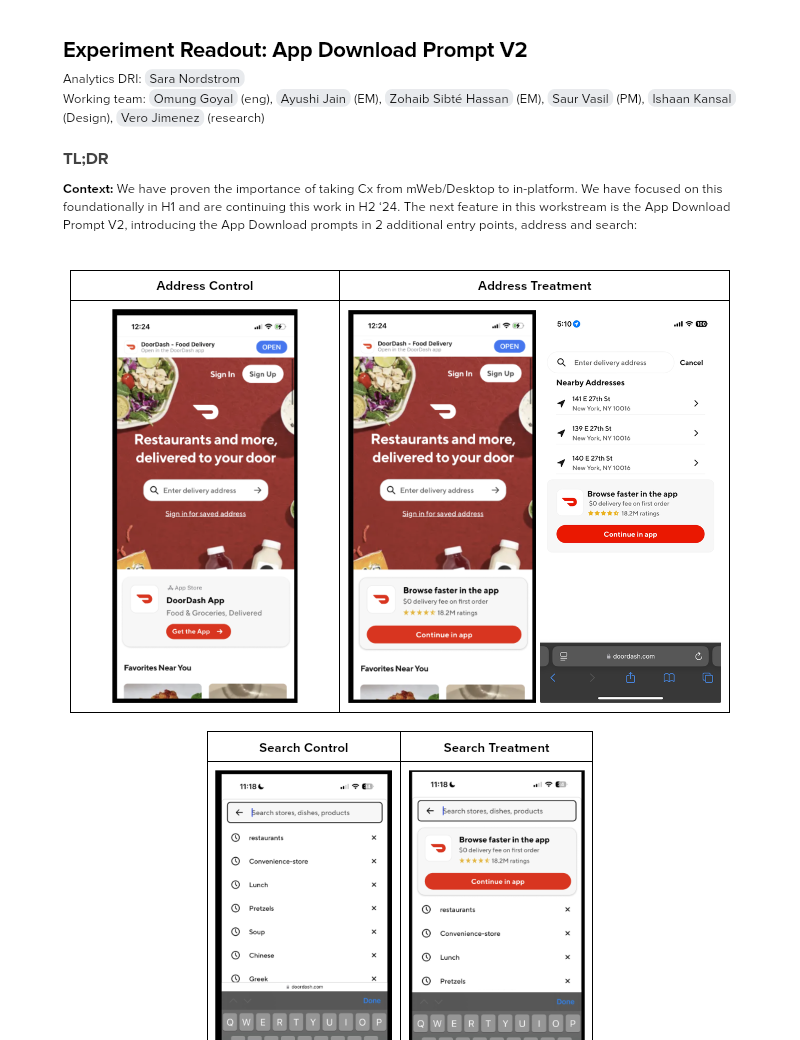 Experiment Readout: App Download Prompt V2
Analytics DRI: Sara Nordstrom
Working team: Omung Goyal (eng), Ayushi Jain (EM), Zohaib Sibté Hassan (EM), Saur Vasil (PM), Ishaan Kansal
(Design), Vero Jimenez (research)
TL;DR
Context: We have proven the importance of taking Cx from mWeb/Desktop to in-platform. We have focused on this
foundationally in H1 and are continuing this work in H2 ‘24. The next feature in this workstream is the App Download
Prompt V2, introducing the App Download prompts in 2 additional entry points, address and search:
Address Control
Address Treatment
12:24
DoorDash - Food Delivery
Open in the DoorDash app
OPEN
Sign In
Sign Up
Restaurants and more,
delivered to your door
Enter delivery address
Sign in for saved address
App Store
DoorDash App
Food & Groceries, Delivered
Get the App
Favorites Near You
12:24
DoorDash - Food Delivery
Open in the DoorDash app
OPEN
Sign In
Sign Up
Restaurants and more,
delivered to your door
Enter delivery address
Sign in for saved address
Browse faster in the app
$0 delivery fee on first order
18.2M ratings
Continue in app
Favorites Near You
5:10
100
Enter delivery address
Cancel
Nearby Addresses
141 E 27th St
New York, NY 10016
139 E 27th St
New York, NY 10016
140 E 27th St
New York, NY 10016
Browse faster in the app
$0 delivery fee on first order
18.2M ratings
Continue in app
doordash.com
Search Control
Search Treatment
11:18
Search stores, dishes, products
restaurants
Convenience-store
Lunch
Pretzels
Soup
Chinese
Greek
doordash.com
Done
Q W E R T Y U I O P
11:18
Search stores, dishes, products
Browse faster in the app
$0 delivery fee on first order
18.2M ratings
Continue in app
restaurants
Convenience-store
Lunch
Pretzels
Done
Q W E R T Y U I O P